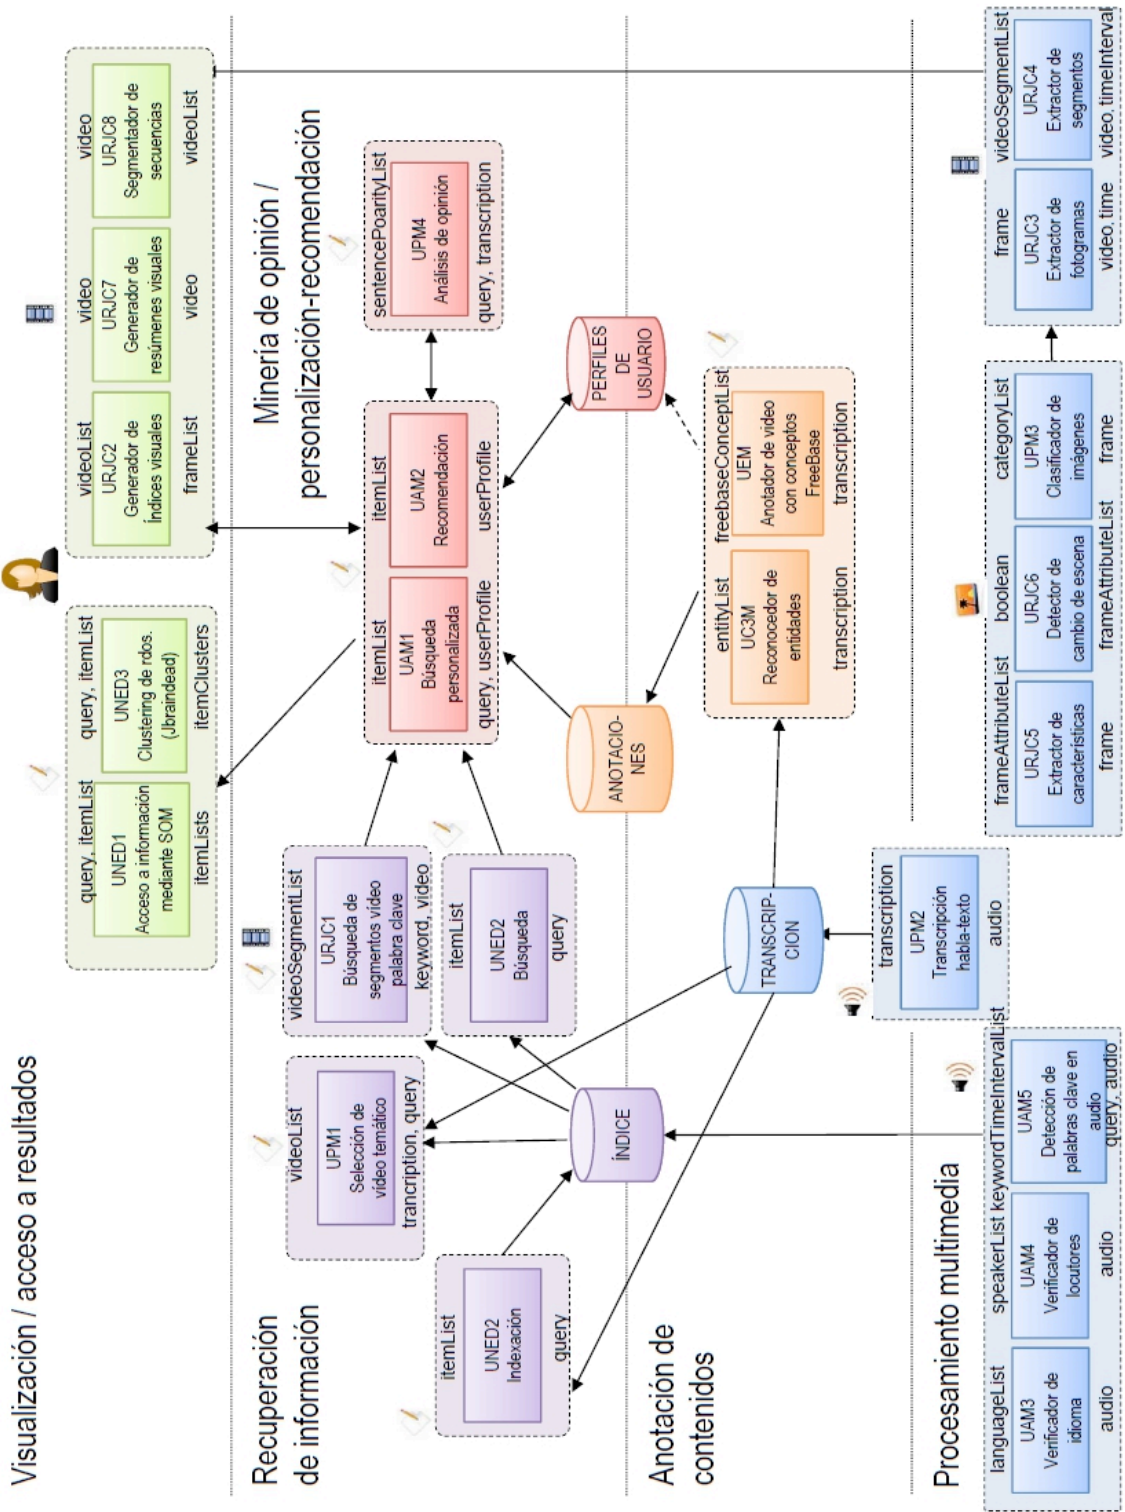 Visualización / acceso a resultados
query, itemList
UNED1
Acceso a información
mediante SOM
itemLists
query, itemList
UNED3
Clustering de rdos.
(Jbraindead)
itemClusters
videoList
URJC2
Generador de
Índices visuales
frameList
video
URJC7
Generador de
resúmenes visuales
video
video
URJC8
Segmentador de
secuencias
videoList
Recuperación
de información
itemList
UNED2
Indexación
query
videoList
UPM1
Selección de
vídeo temático
trancription, query
videoSegmentList
URJC1
Búsqueda de
segmentos vídeo
palabra clave
keyword, video
itemList
UNED2
Búsqueda
query
ÍNDICE
Minería de opinión /
personalización-recomendación
itemList
UAM1
Búsqueda
personalizada
query, userProfile
itemList
UAM2
Recomendación
userProfile
sentencePoarityList
UPM4
Análisis de opinión
query, transcription
PERFILES
DE
USUARIO
ANOTACIO-
NES
Anotación de
contenidos
TRANSCRIP-
CION
entityList
UC3M
Reconocedor de
entidades
transcription
freebaseConceptList
UEM
Anotador de video
con conceptos
FreeBase
transcription
Procesamiento multimedia
languageList
UAM3
Verificador de
idioma
audio
speakerList
UAM4
Verificador de
locutores
audio
keywordTimeIntervalList
UAM5
Detección de
palabras clave en
audio
query, audio
transcription
UPM2
Transcripción
habla-texto
audio
frameAttributeList
URJC5
Extractor de
características
frame
boolean
URJC6
Detector de
cambio de escena
frameAttributeList
categoryList
UPM3
Clasificador de
imágenes
frame
frame
URJC3
Extractor de
fotogramas
video, time
videoSegmentList
URJC4
Extractor de
segmentos
video, timeInterval